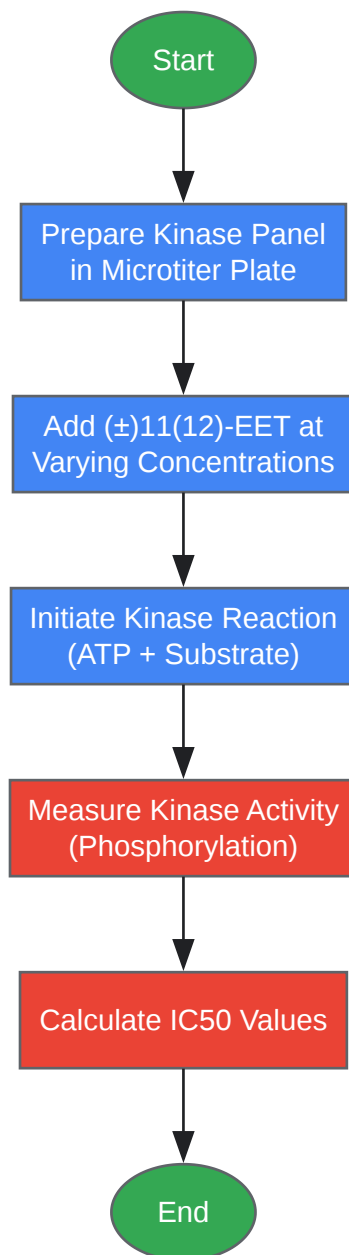 Start
Prepare Kinase Panel
in Microtiter Plate
Add (±)11(12)-EET at
Varying Concentrations
Initiate Kinase Reaction
(ATP + Substrate)
Measure Kinase Activity
(Phosphorylation)
Calculate IC50 Values
End